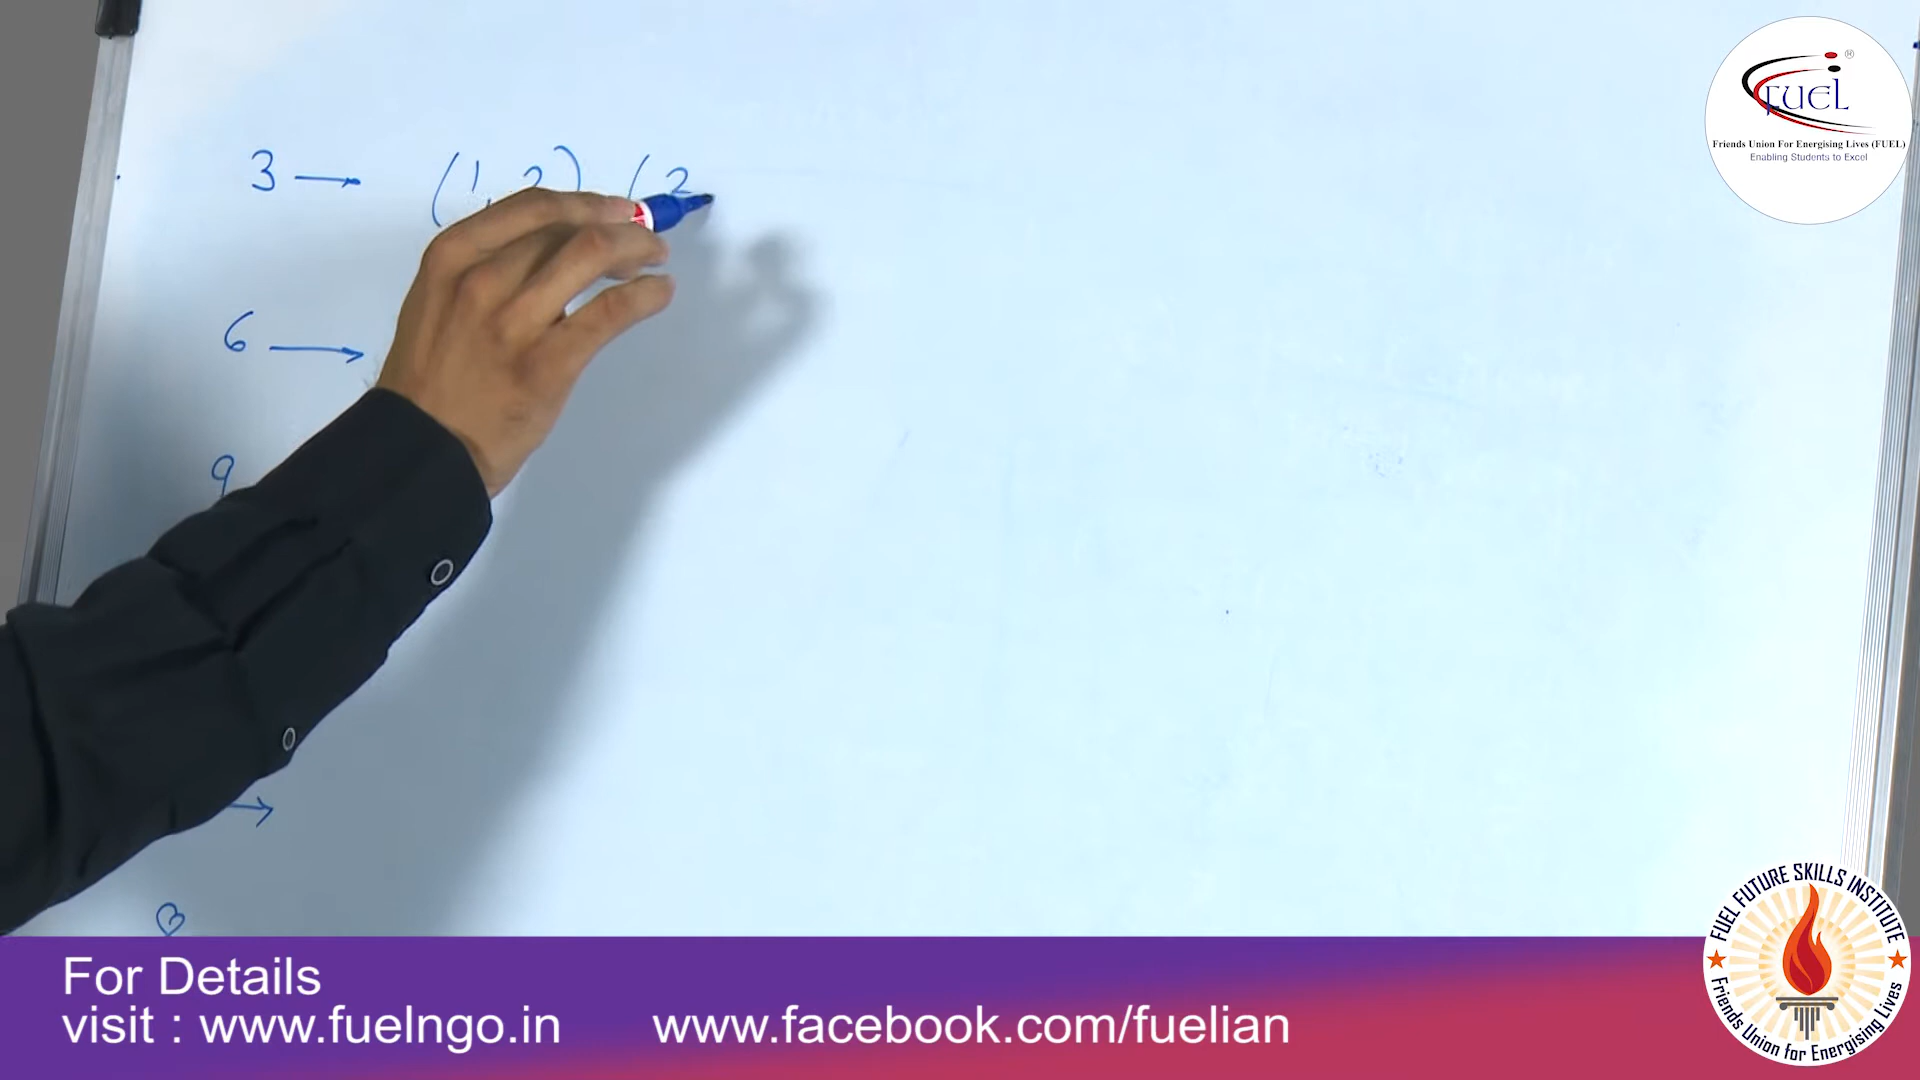 3 → (1, 2) (2
6 →
9
→
FUEL ®
Friends Union For Energising Lives (FUEL)
Enabling Students to Excel
For Details
visit : www.fuelngo.in www.facebook.com/fuelian
FUEL FUTURE SKILLS INSTITUTE
Friends Union for Energising Lives